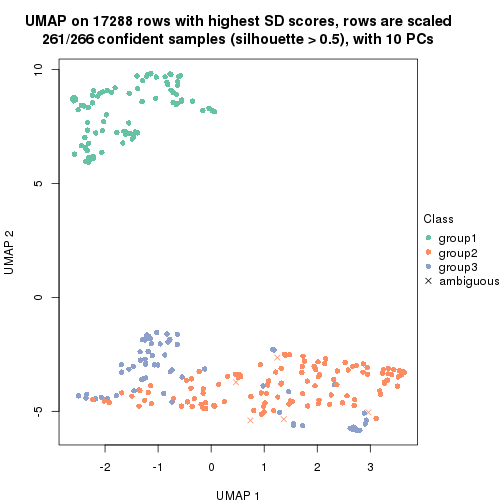 UMAP on 17288 rows with highest SD scores, rows are scaled
261/266 confident samples (silhouette > 0.5), with 10 PCs
10
5
0
-5
UMAP 2
-2
-1
0
1
2
3
UMAP 1
Class
group1
group2
group3
ambiguous